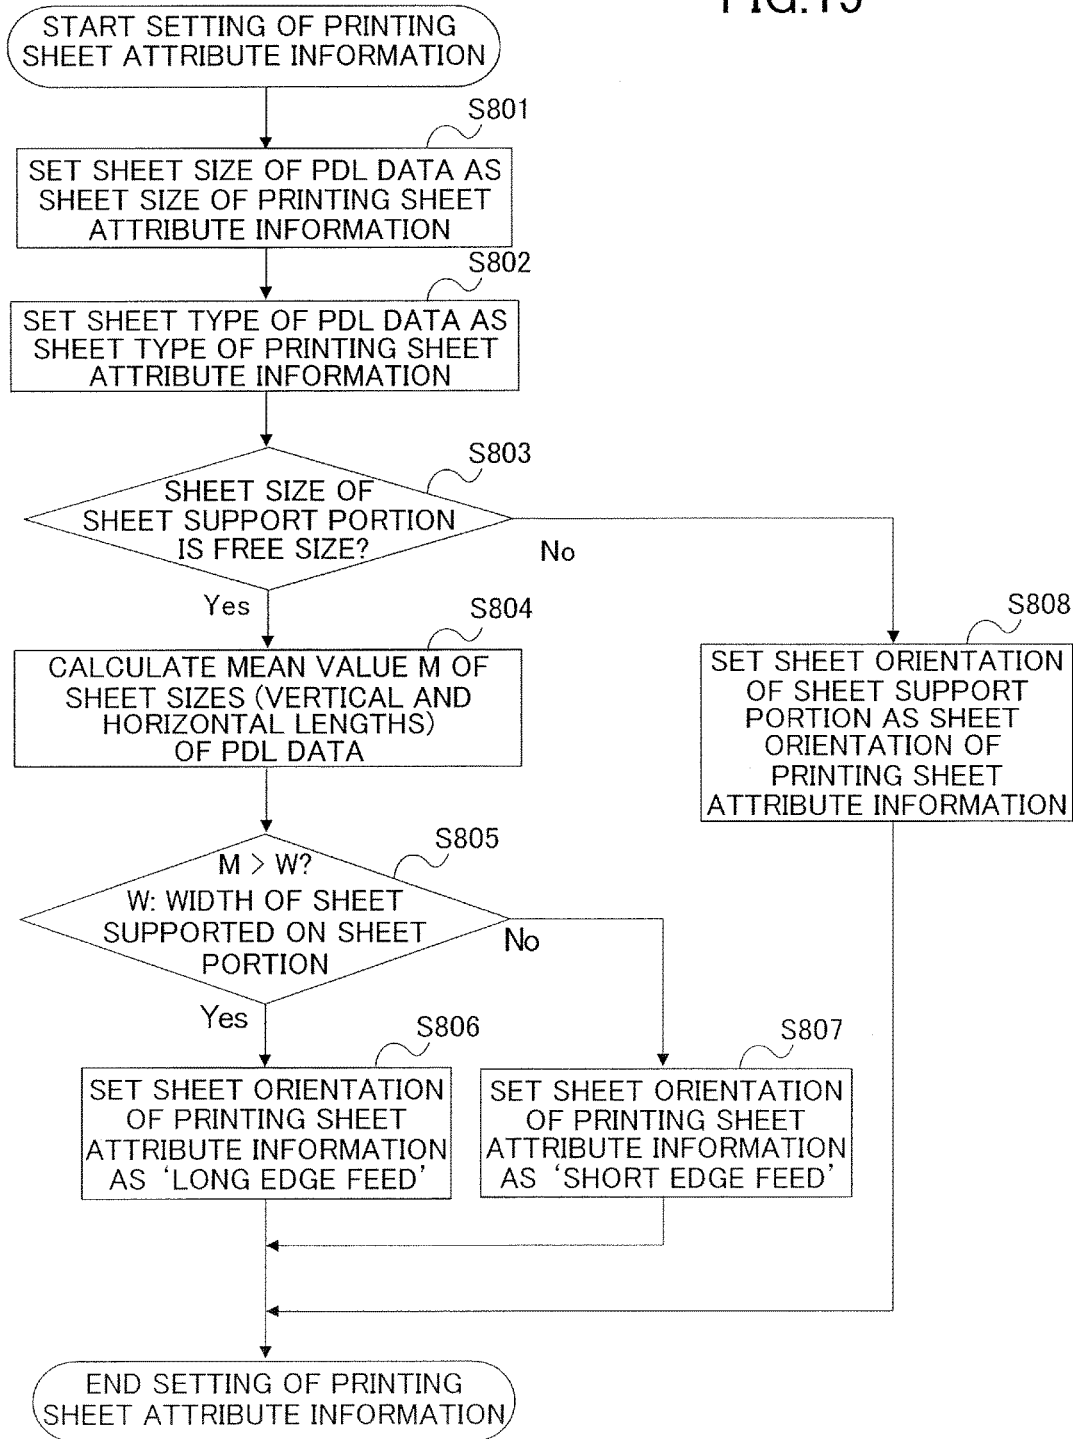 START SETTING OF PRINTING
SHEET ATTRIBUTE INFORMATION
S801
SET SHEET SIZE OF PDL DATA AS
SHEET SIZE OF PRINTING SHEET
ATTRIBUTE INFORMATION
S802
SET SHEET TYPE OF PDL DATA AS
SHEET TYPE OF PRINTING SHEET
ATTRIBUTE INFORMATION
S803
SHEET SIZE OF
SHEET SUPPORT PORTION
IS FREE SIZE?
No
Yes
S804
CALCULATE MEAN VALUE M OF
SHEET SIZES (VERTICAL AND
HORIZONTAL LENGTHS)
OF PDL DATA
S808
SET SHEET ORIENTATION
OF SHEET SUPPORT
PORTION AS SHEET
ORIENTATION OF
PRINTING SHEET
ATTRIBUTE INFORMATION
S805
M > W?
W: WIDTH OF SHEET
SUPPORTED ON SHEET
PORTION
No
Yes
S806
SET SHEET ORIENTATION
OF PRINTING SHEET
ATTRIBUTE INFORMATION
AS ‘LONG EDGE FEED’
S807
SET SHEET ORIENTATION
OF PRINTING SHEET
ATTRIBUTE INFORMATION
AS ‘SHORT EDGE FEED’
END SETTING OF PRINTING
SHEET ATTRIBUTE INFORMATION